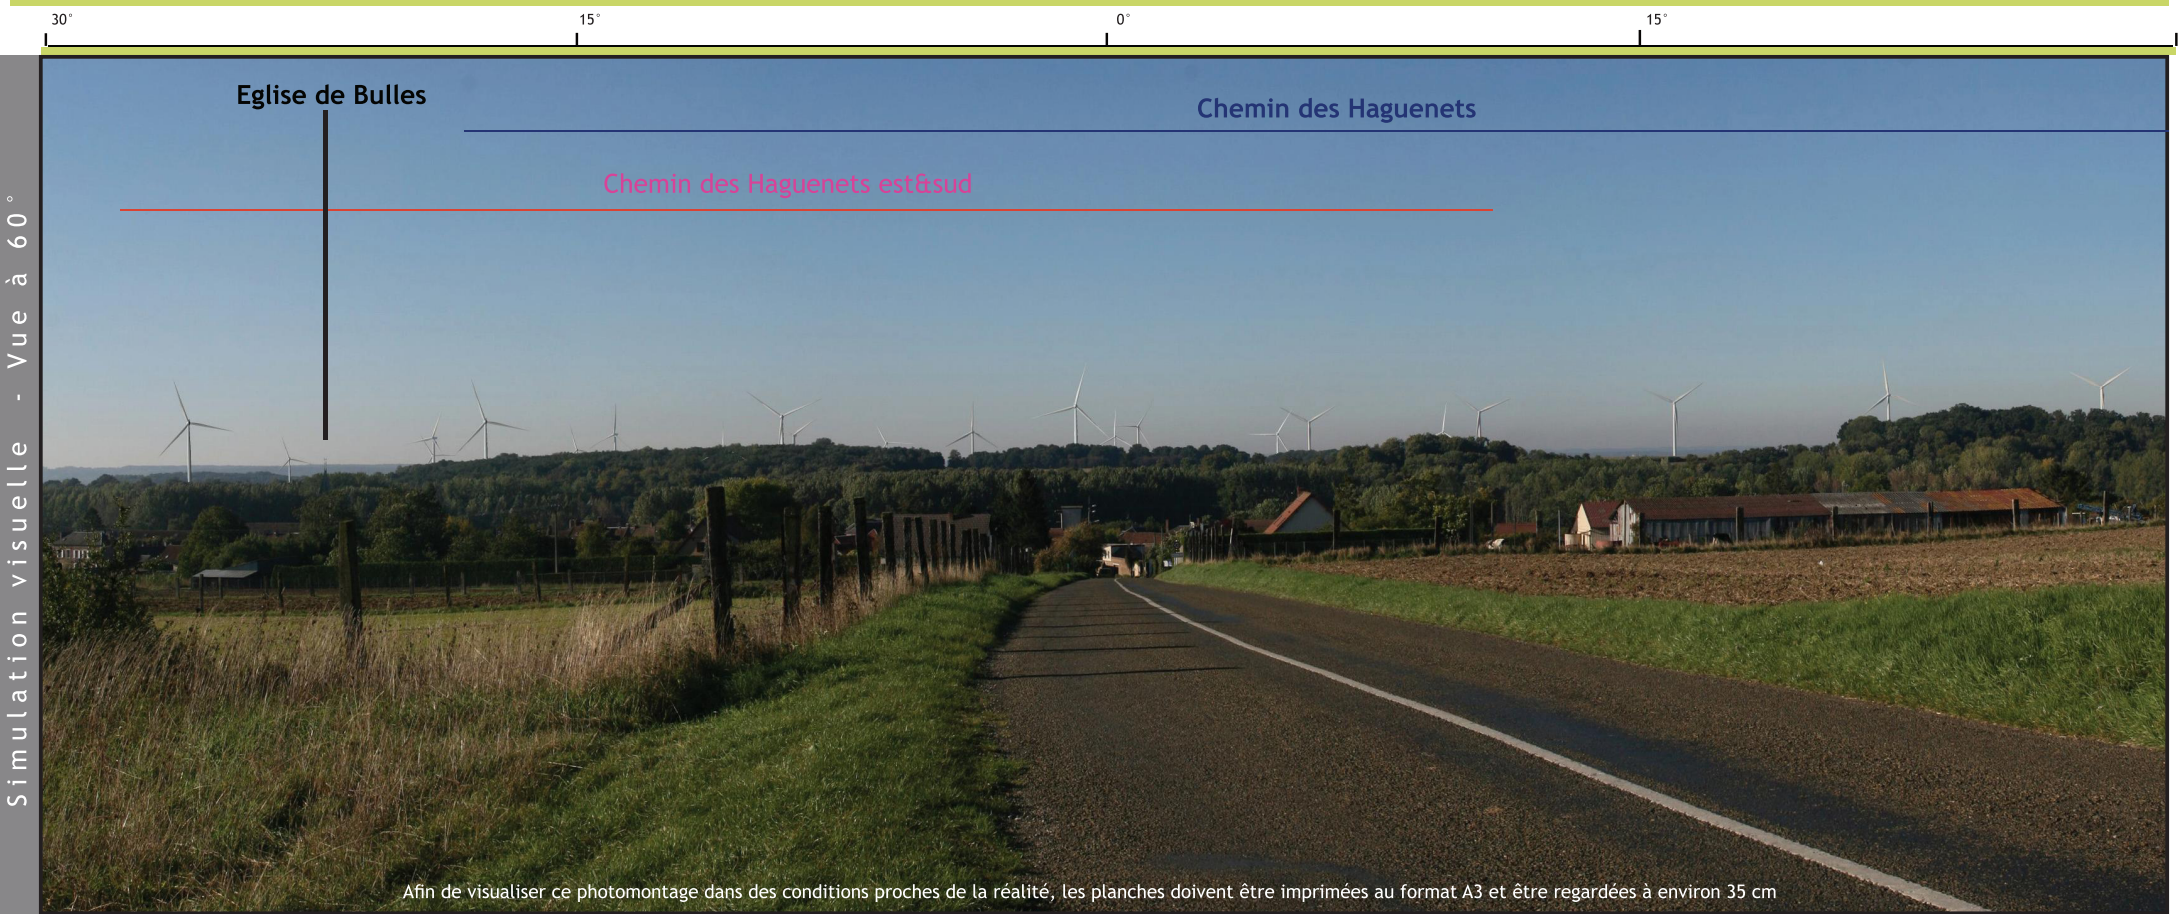 30° 15° 0° 15°
Eglise de Bulles
Chemin des Haguenets
Chemin des Haguenets est&sud
Simulation visuelle - Vue à 60°
Afin de visualiser ce photomontage dans des conditions proches de la réalité, les planches doivent être imprimées au format A3 et être regardées à environ 35 cm